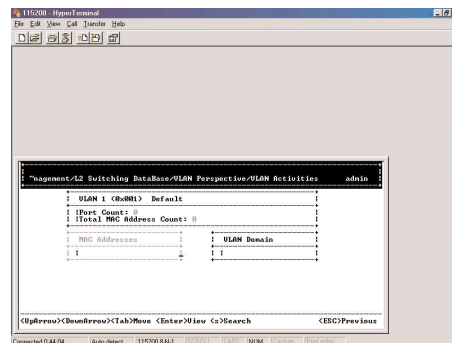 115200 - HyperTerminal
File Edit View Call Transfer Help
~nagement/L2 Switching DataBase/VLAN Perspective/VLAN Activities admin
VLAN 1 (0x001) Default
Port Count: 0
Total MAC Address Count: 0
MAC Addresses
VLAN Domain
<UpArrow><DownArrow><Tab>Move <Enter>View <z>Search <ESC>Previous
Connected 0:44:04 Auto detect 115200 8-N-1 SCROLL CAPS NUM Capture Print echo